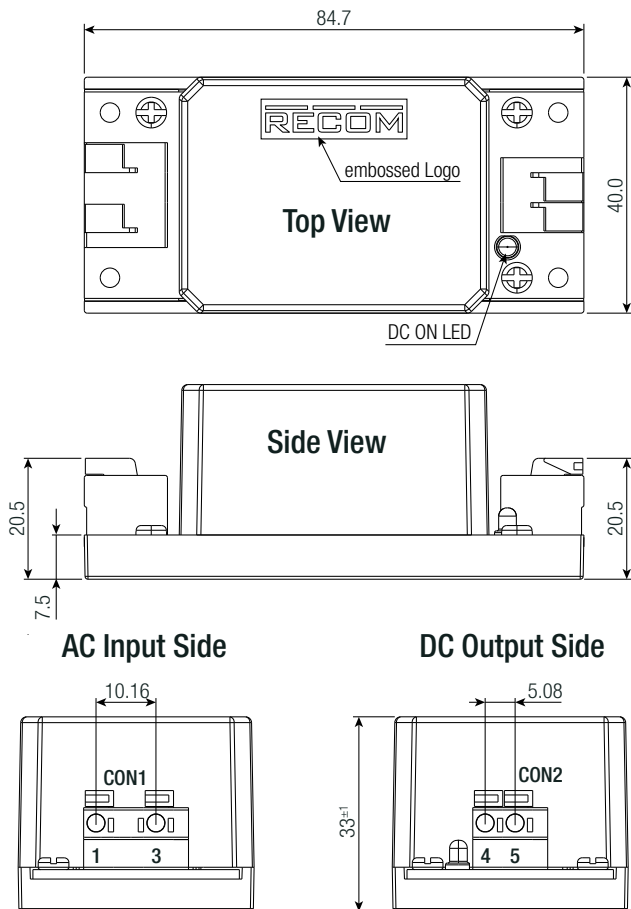 84.7
RECOM
embossed Logo
Top View
40.0
DC ON LED
Side View
20.5
7.5
20.5
AC Input Side
DC Output Side
10.16
5.08
CON1
CON2
33±1
1 3
4 5